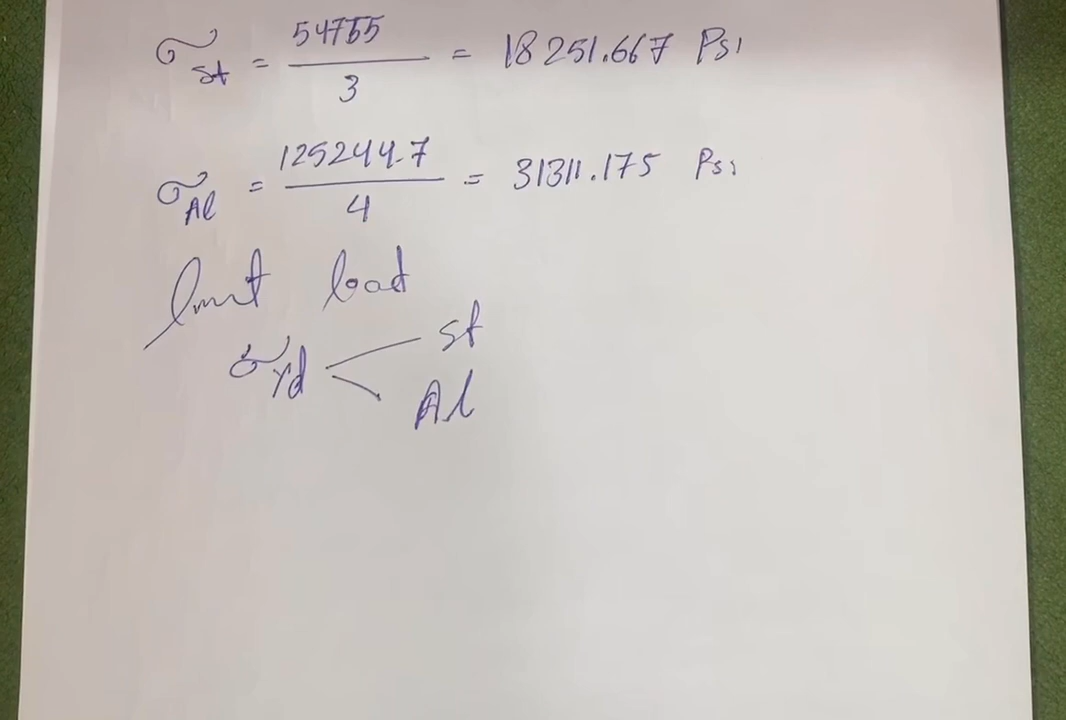 σst = 54755/3 = 18251.667 Psi
σAl = 125244.7/4 = 31311.175 Psi
limit load
σyd < st
Al